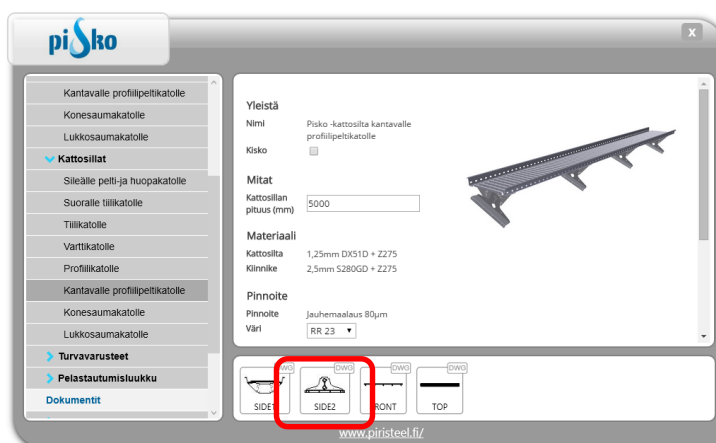 pisko
X
Kantavalle profiilipeltikatolle
Konesaumakatolle
Lukkosaumakatolle
Kattosillat
Sileälle pelti-ja huopakatolle
Suoralle tiilikatolle
Tiilikatolle
Varttikatolle
Profiilikatolle
Kantavalle profiilipeltikatolle
Konesaumakatolle
Lukkosaumakatolle
Turvavarusteet
Pelastautumisluukku
Dokumentit
Yleistä
Nimi Pisko -kattosilta kantavalle
profiilipeltikatolle
Kisko
Mitat
Kattosillan
pituus (mm) 5000
Materiaali
Kattosilta 1,25mm DX51D + Z275
Kiinnike 2,5mm S280GD + Z275
Pinnoite
Pinnoite Jauhemaalaus 80μm
Väri RR 23
DWG DWG DWG
SIDE2 TOP
www.piristeel.fi/